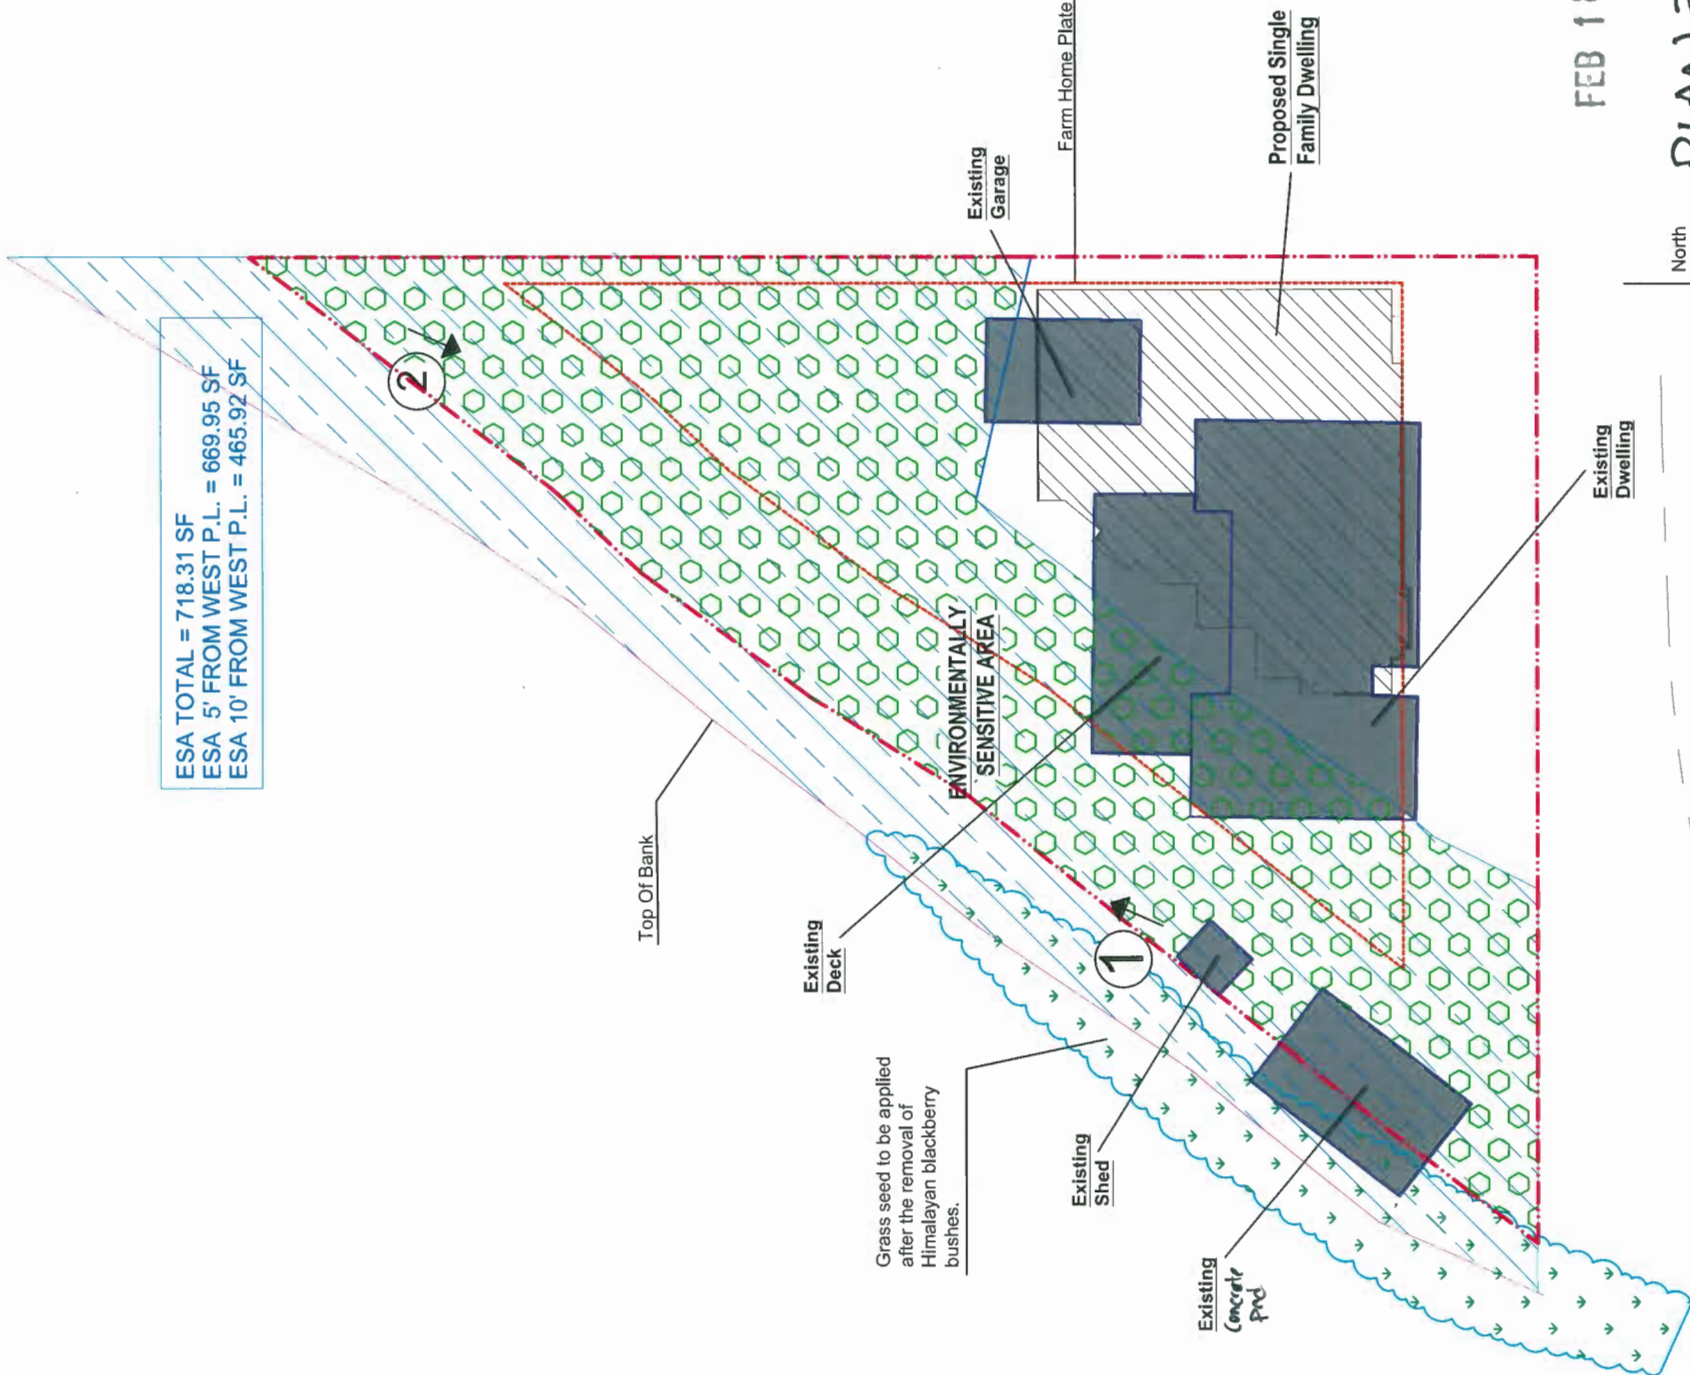 ESA TOTAL = 718.31 SF
ESA 5' FROM WEST P.L. = 669.95 SF
ESA 10' FROM WEST P.L. = 465.92 SF
2
Top Of Bank
Existing
Deck
ENVIRONMENTALLY
SENSITIVE AREA
Existing
Garage
Farm Home Plate
Proposed Single
Family Dwelling
1
Grass seed to be applied
after the removal of
Himalayan blackberry
bushes.
Existing
Shed
Existing
Concrete
Pad
Existing
Dwelling
FEB
North